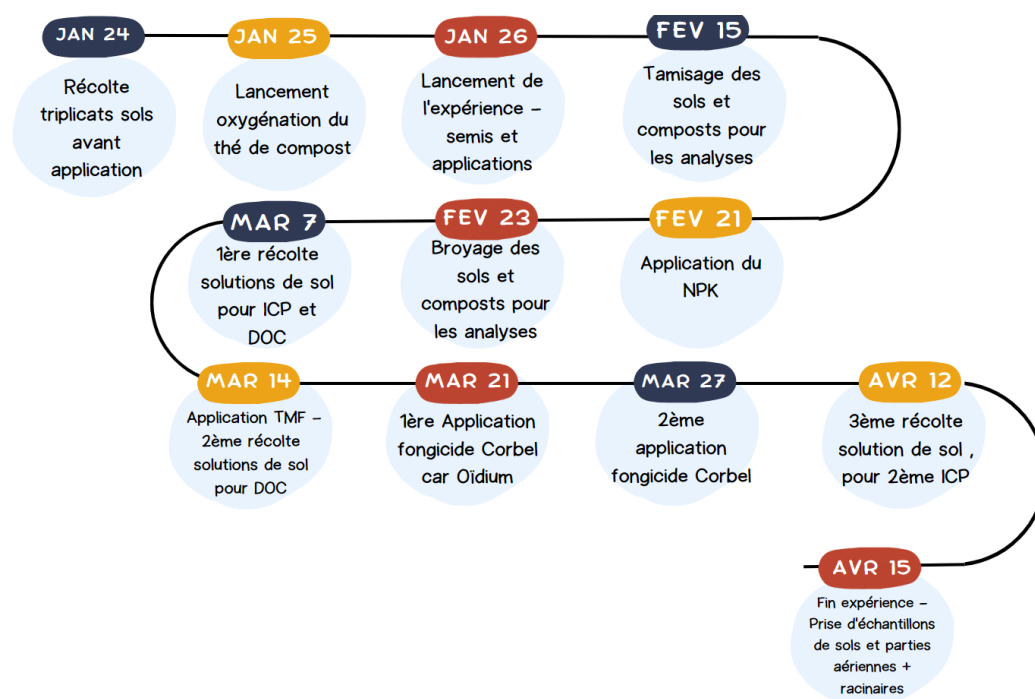 JAN 24
Récolte
triplicats sols
avant
application
JAN 25
Lancement
oxygénation du
thé de compost
JAN 26
Lancement de
l'expérience –
semis et
applications
FEV 15
Tamisage des
sols et
composts pour
les analyses
FEV 21
Application du
NPK
FEV 23
Broyage des
sols et
composts pour
les analyses
MAR 7
1ère récolte
solutions de sol
pour ICP et
DOC
MAR 14
Application TMF –
2ème récolte
solutions de sol
pour DOC
MAR 21
1ère Application
fongicide Corbel
car Oïdium
MAR 27
2ème
application
fongicide Corbel
AVR 12
3ème récolte
solution de sol ,
pour 2ème ICP
AVR 15
Fin expérience –
Prise d'échantillons
de sols et parties
aériennes +
racinaires